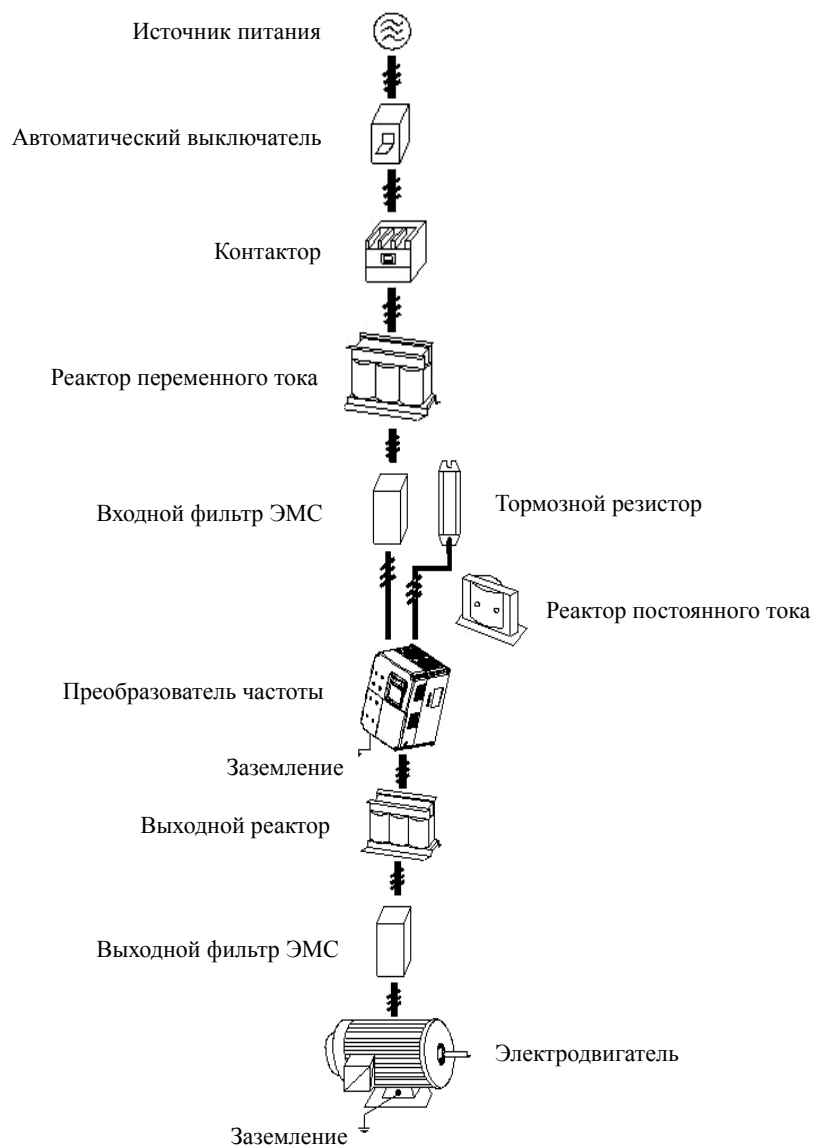 Источник питания
Автоматический выключатель
Контактор
Реактор переменного тока
Входной фильтр ЭМС
Тормозной резистор
Реактор постоянного тока
Преобразователь частоты
Заземление
Выходной реактор
Выходной фильтр ЭМС
Электродвигатель
Заземление